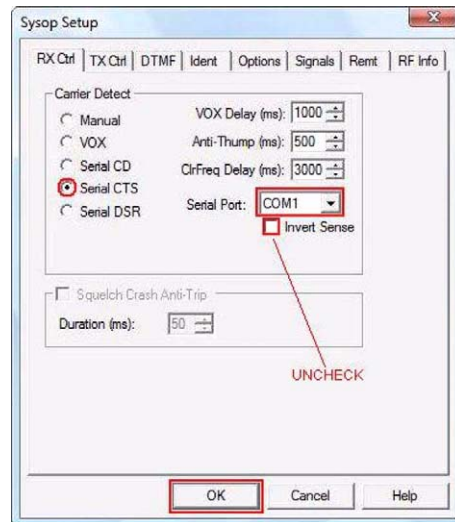 Sysop Setup
RX Ctrl TX Ctrl DTMF Ident Options Signals Remt RF Info
Carrier Detect
Manual
VOX
Serial CD
Serial CTS
Serial DSR
VOX Delay (ms): 1000
Anti-Thump (ms): 500
ClrFreq Delay (ms): 3000
Serial Port: COM1
Invert Sense
Squelch Crash Anti-Trip
Duration (ms): 50
UNCHECK
OK Cancel Help